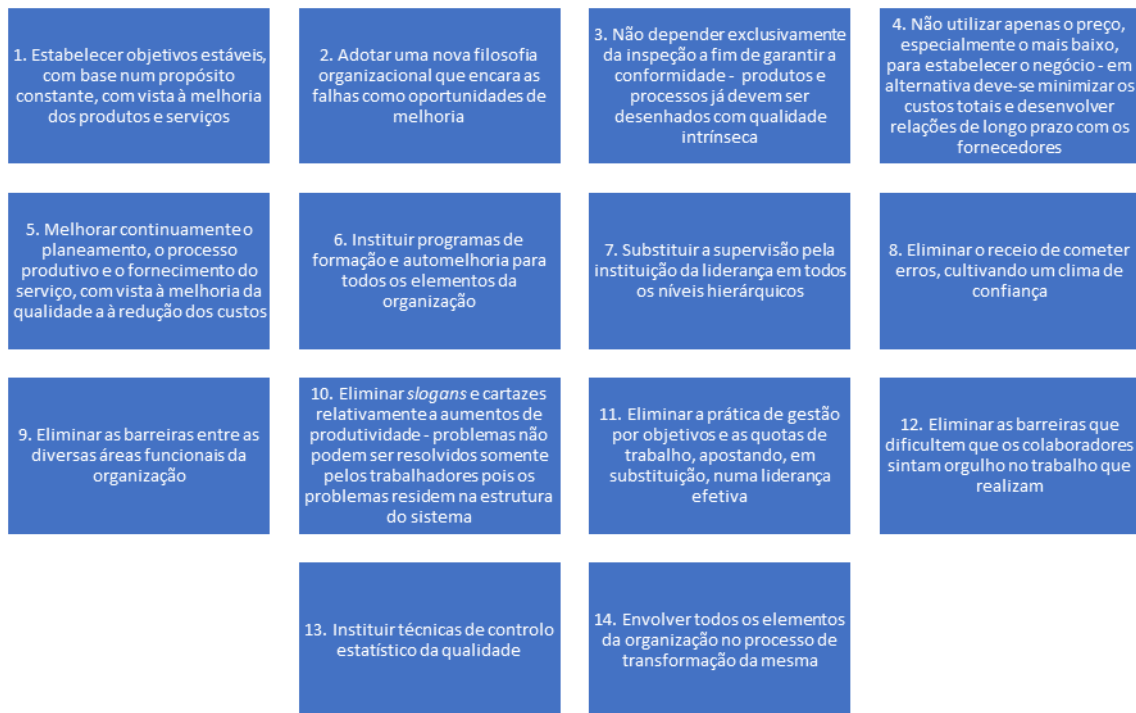 1. Estabelecer objetivos estáveis,
com base num propósito
constante, com vista à melhoria
dos produtos e serviços
2. Adotar uma nova filosofia
organizacional que encara as
falhas como oportunidades de
melhoria
3. Não depender exclusivamente
da inspeção a fim de garantir a
conformidade - produtos e
processos já devem ser
desenhados com qualidade
intrínseca
4. Não utilizar apenas o preço,
especialmente o mais baixo,
para estabelecer o negócio - em
alternativa deve-se minimizar os
custos totais e desenvolver
relações de longo prazo com os
fornecedores
5. Melhorar continuamente o
planeamento, o processo
produtivo e o fornecimento do
serviço, com vista à melhoria da
qualidade a à redução dos custos
6. Instituir programas de
formação e automelhoria para
todos os elementos da
organização
7. Substituir a supervisão pela
instituição da liderança em todos
os níveis hierárquicos
8. Eliminar o receio de cometer
erros, cultivando um clima de
confiança
9. Eliminar as barreiras entre as
diversas áreas funcionais da
organização
10. Eliminar slogans e cartazes
relativamente a aumentos de
produtividade - problemas não
podem ser resolvidos somente
pelos trabalhadores pois os
problemas residem na estrutura
do sistema
11. Eliminar a prática de gestão
por objetivos e as quotas de
trabalho, apostando, em
substituição, numa liderança
efetiva
12. Eliminar as barreiras que
dificultem que os colaboradores
sintam orgulho no trabalho que
realizam
13. Instituir técnicas de controlo
estatístico da qualidade
14. Envolver todos os elementos
da organização no processo de
transformação da mesma